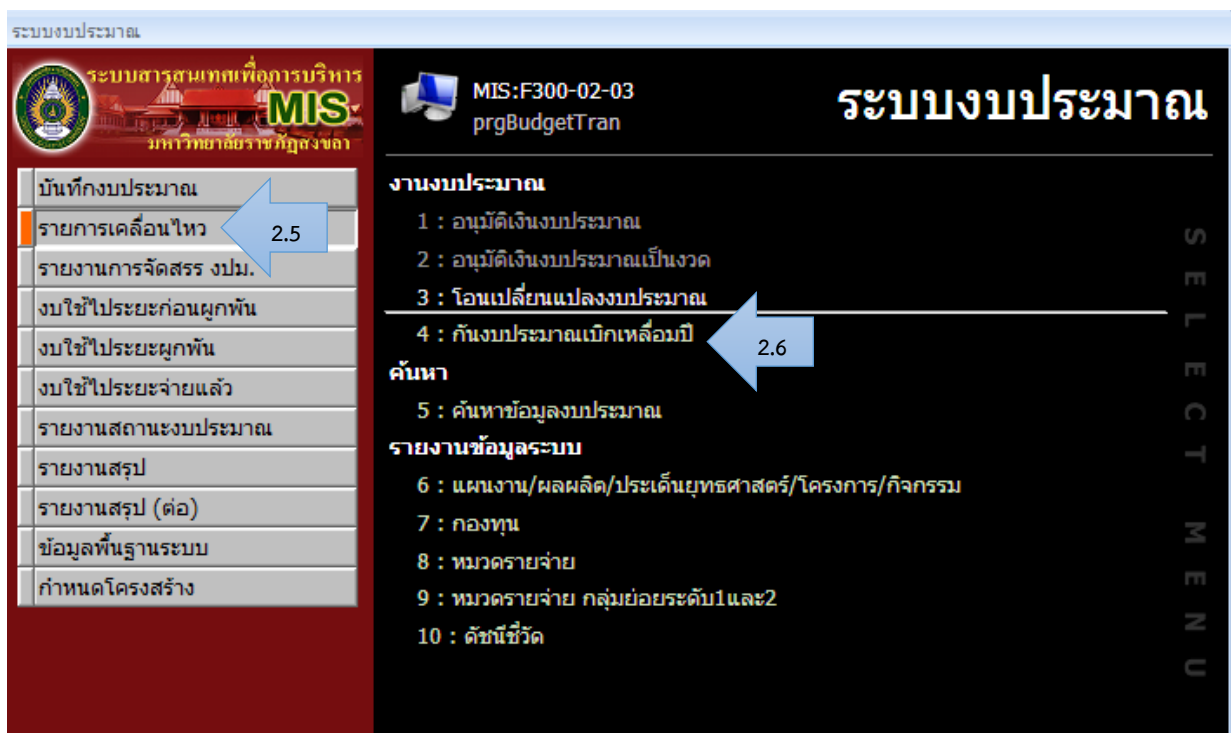 ระบบงบประมาณ
ระบบสารสนเทศเพื่อการบริหาร
MIS
มหาวิทยาลัยราชภัฏสงขลา
MIS:F300-02-03
prgBudgetTran
ระบบงบประมาณ
บันทึกงบประมาณ
รายการเคลื่อนไหว
2.5
รายงานการจัดสรร งปม.
งบใช้ไประยะก่อนผูกพัน
งบใช้ไประยะผูกพัน
งบใช้ไประยะจ่ายแล้ว
รายงานสถานะงบประมาณ
รายงานสรุป
รายงานสรุป (ต่อ)
ข้อมูลพื้นฐานระบบ
กำหนดโครงสร้าง
งานงบประมาณ
1 : อนุมัติเงินงบประมาณ
2 : อนุมัติเงินงบประมาณเป็นงวด
3 : โอนเปลี่ยนแปลงงบประมาณ
4 : กันงบประมาณเบิกเหลื่อมปี
2.6
ค้นหา
5 : ค้นหาข้อมูลงบประมาณ
รายงานข้อมูลระบบ
6 : แผนงาน/ผลผลิต/ประเด็นยุทธศาสตร์/โครงการ/กิจกรรม
7 : กองทุน
8 : หมวดรายจ่าย
9 : หมวดรายจ่าย กลุ่มย่อยระดับ1และ2
10 : ดัชนีชี้วัด
SELECT MENU